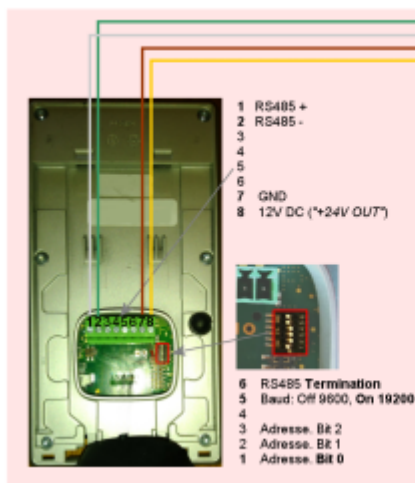 1 RS485 +
2 RS485 -
3
4
5
6
7 GND
8 12V DC ("+24V OUT")
12345678
6 RS485 Termination
5 Baud: Off 9600, On 19200
4
3 Adresse. Bit 2
2 Adresse. Bit 1
1 Adresse. Bit 0